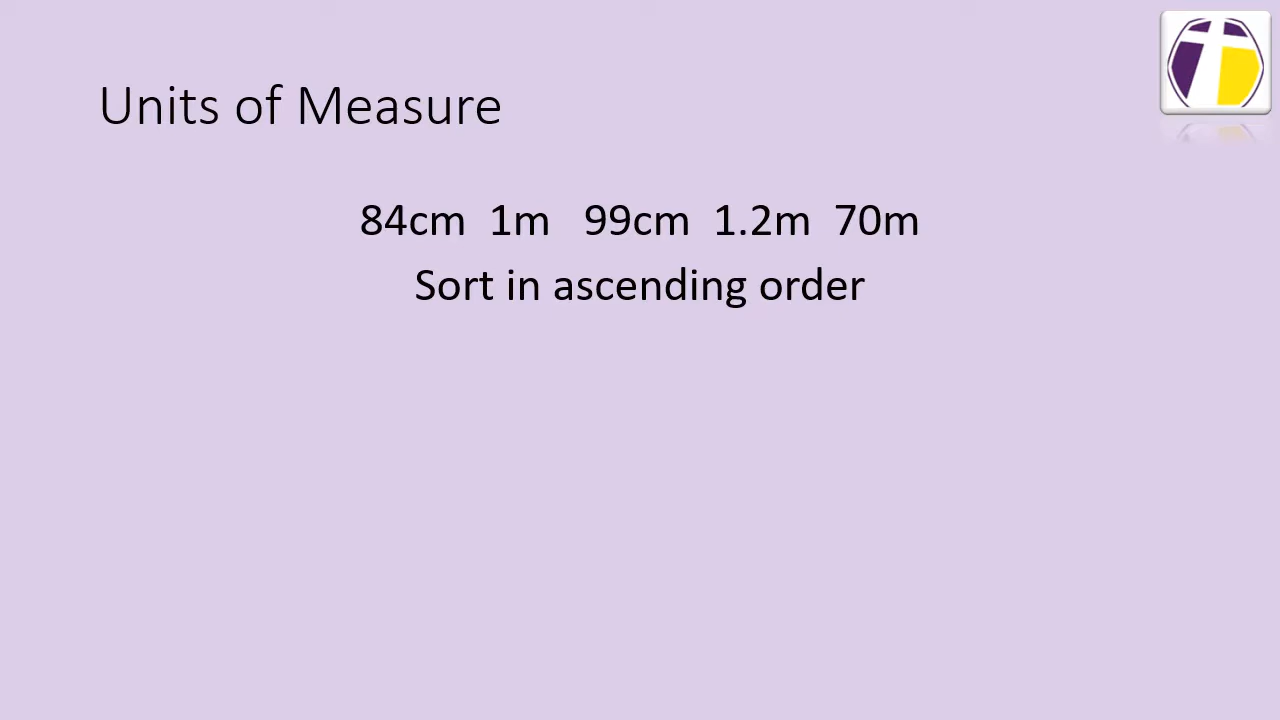 Units of Measure
84cm 1m 99cm 1.2m 70m
Sort in ascending order